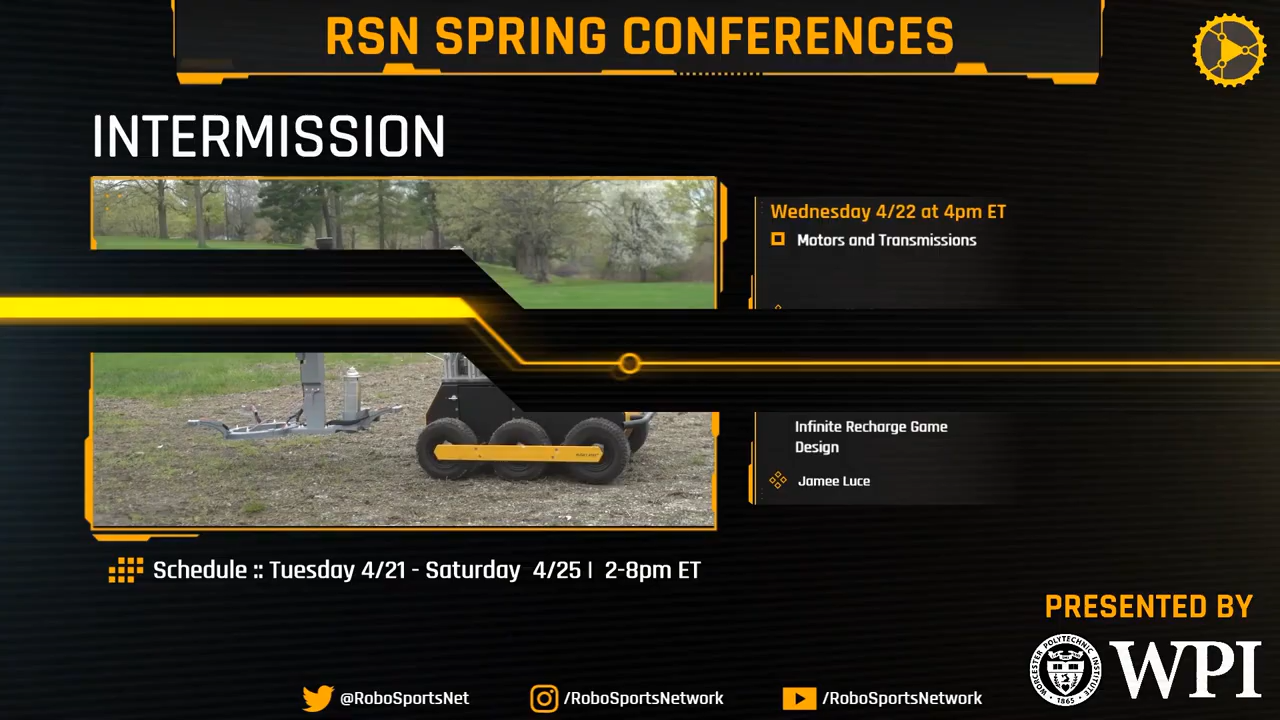 RSN SPRING CONFERENCES
INTERMISSION
Wednesday 4/22 at 4pm ET
Motors and Transmissions
Infinite Recharge Game
Design
Jamee Luce
Schedule :: Tuesday 4/21 - Saturday 4/25 | 2-8pm ET
PRESENTED BY
WORCESTER POLYTECHNIC INSTITUTE
1865
WPI
@RoboSportsNet
/RoboSportsNetwork
/RoboSportsNetwork